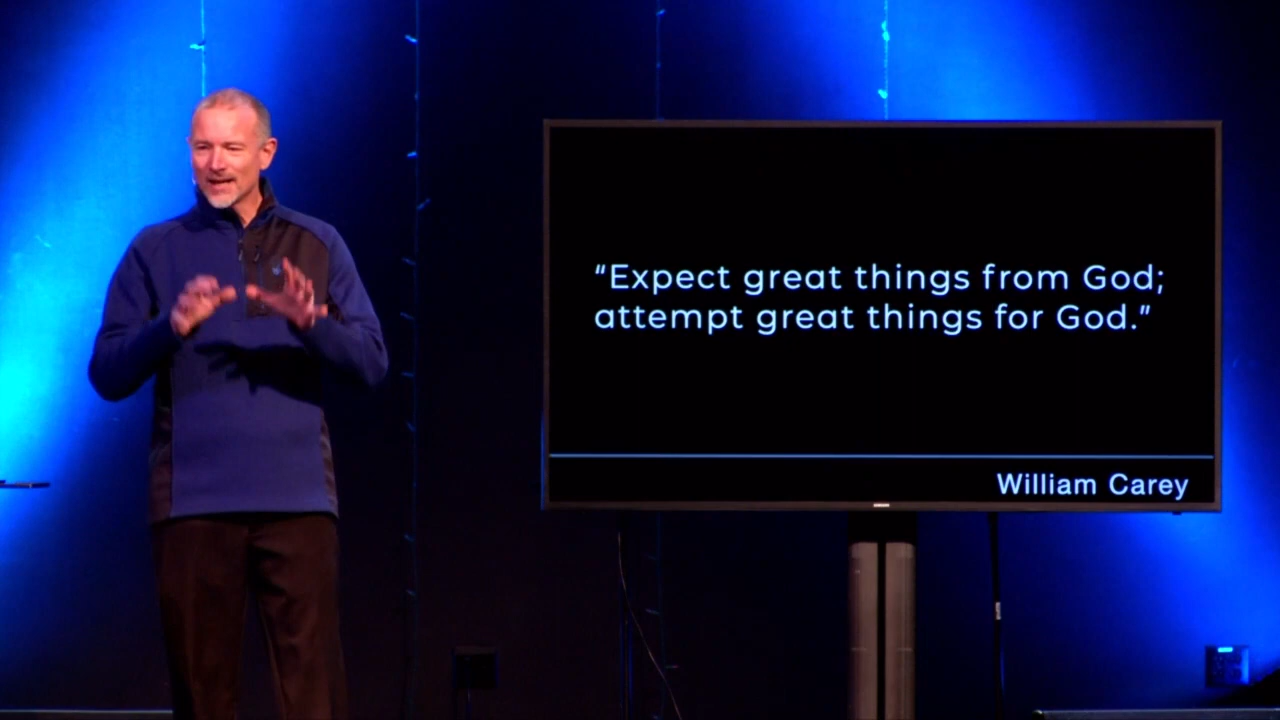 “Expect great things from God;
attempt great things for God.”
William Carey